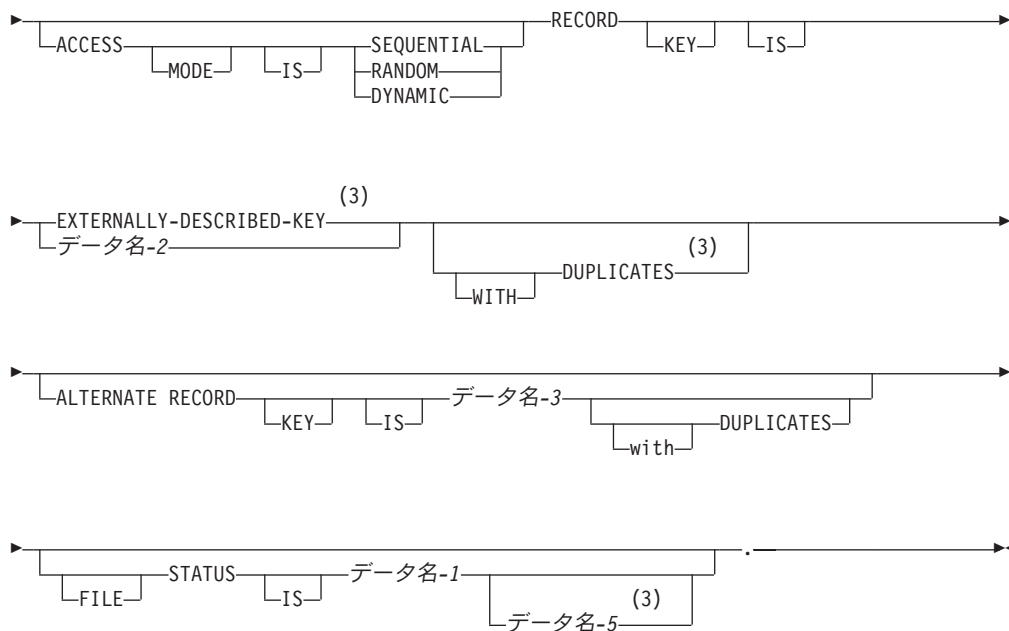 RECORD
ACCESS SEQUENTIAL KEY IS
MODE IS RANDOM
DYNAMIC
(3)
EXTERNALLY-DESCRIBED-KEY
データ名-2 (3)
DUPLICATES
WITH
ALTERNATE RECORD データ名-3
KEY IS DUPLICATES
with
.
STATUS データ名-1
FILE IS (3)
データ名-5